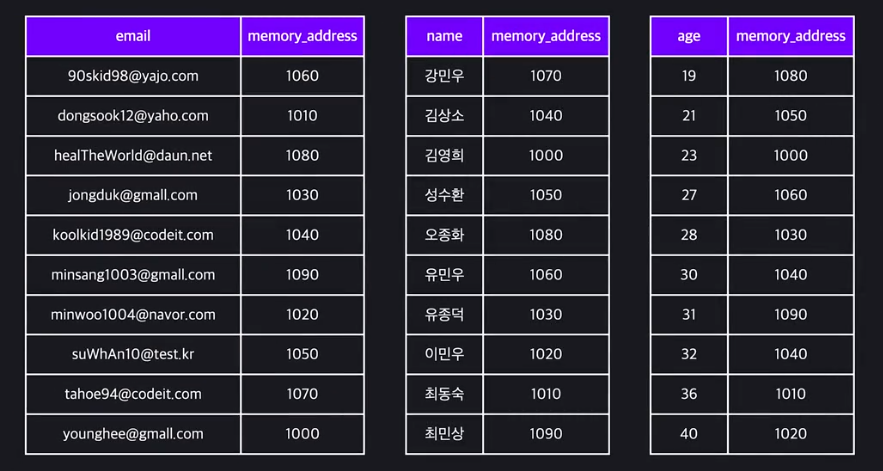 email memory_address name memory_address age memory_address
90skid98@yajo.com 1060 강민우 1070 19 1080
dongsook12@yaho.com 1010 김상소 1040 21 1050
healTheWorld@daun.net 1080 김영희 1000 23 1000
jongduk@gmall.com 1030 성수환 1050 27 1060
koolkid1989@codeit.com 1040 오종화 1080 28 1030
minsang1003@gmall.com 1090 유민우 1060 30 1040
minwoo1004@navor.com 1020 유종덕 1030 31 1090
suWhAn10@test.kr 1050 이민우 1020 32 1040
tahoe94@codeit.com 1070 최동숙 1010 36 1010
younghee@gmall.com 1000 최민상 1090 40 1020